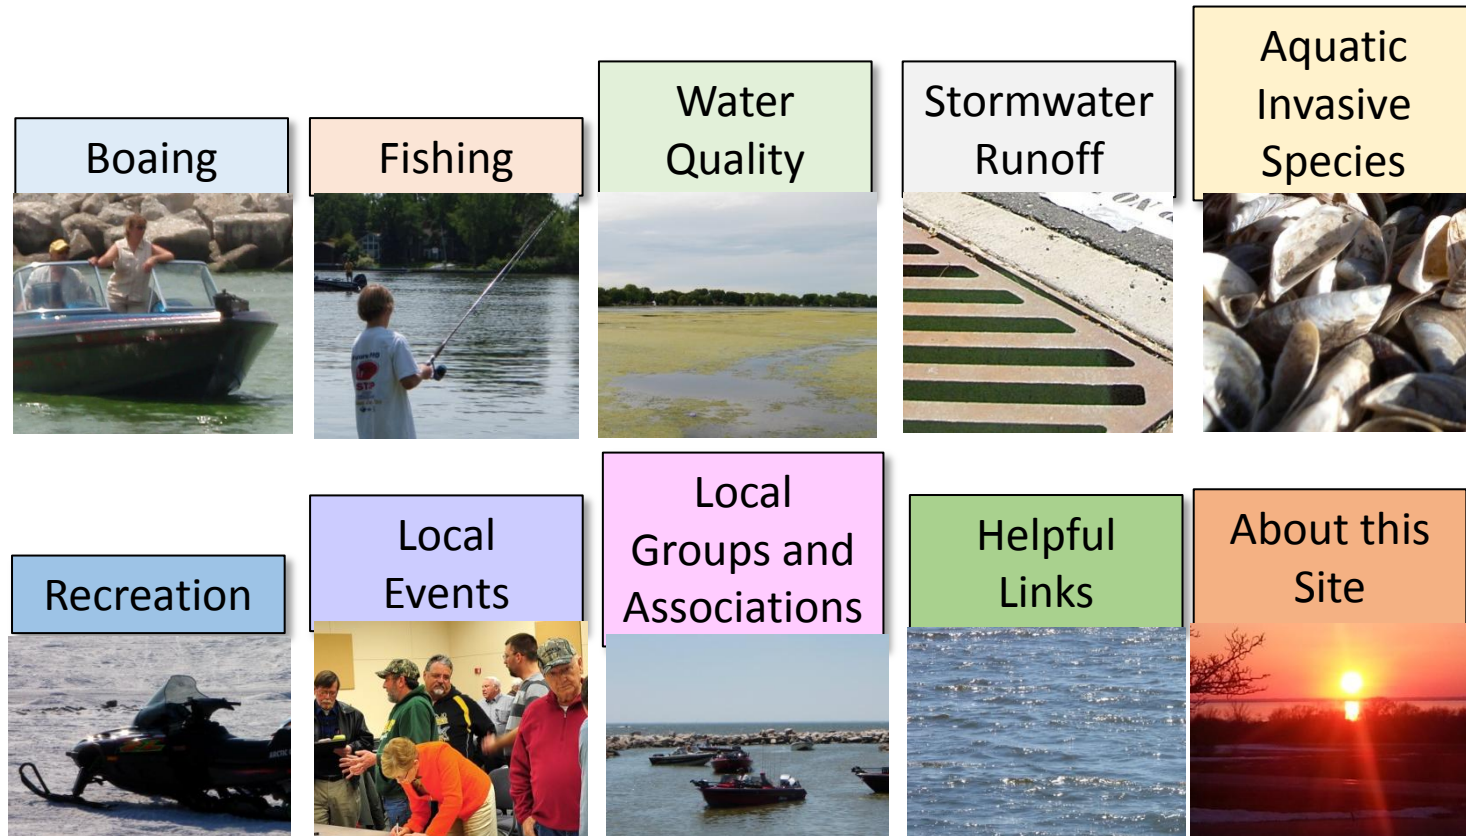 Boaing
Fishing
Water
Quality
Stormwater
Runoff
Aquatic
Invasive
Species
Recreation
Local
Events
Local
Groups and
Associations
Helpful
Links
About this
Site